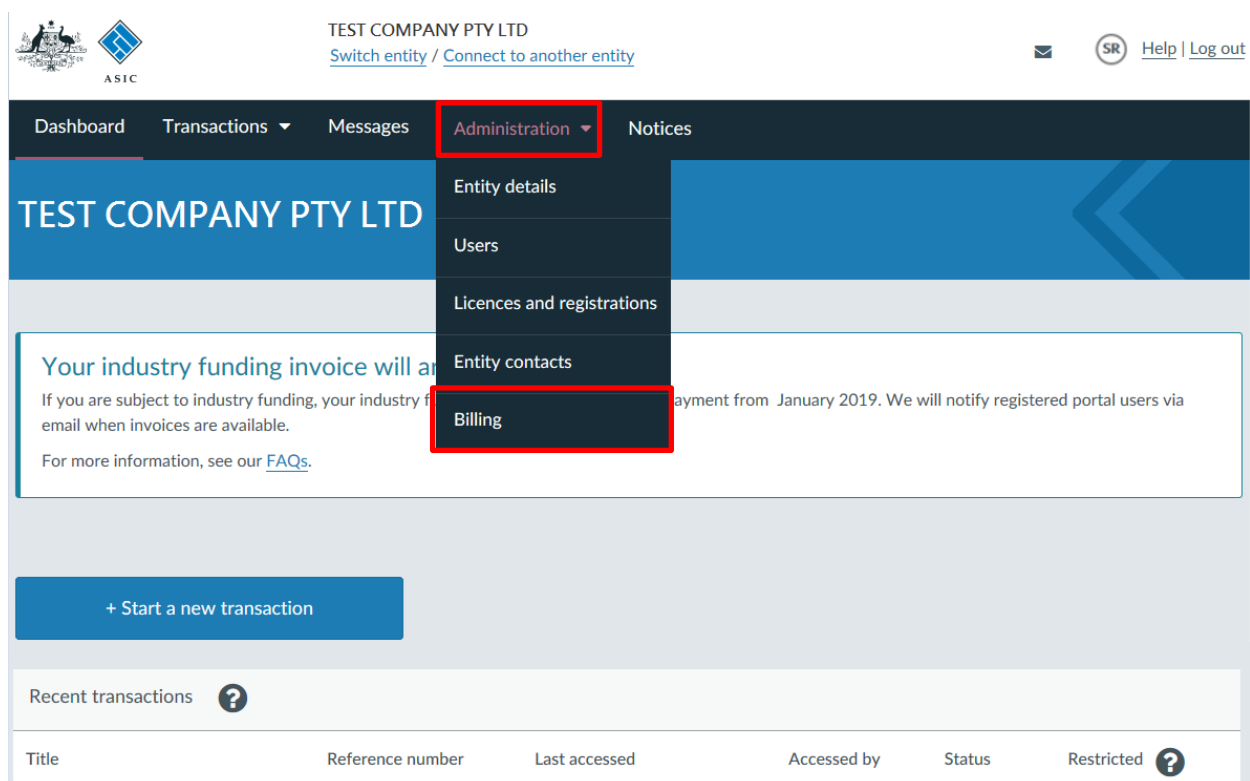 TEST COMPANY PTY LTD
Switch entity / Connect to another entity
SR Help | Log out
ASIC
Dashboard Transactions Messages Administration Notices
Entity details
TEST COMPANY PTY LTD
Users
Licences and registrations
Your industry funding invoice will
Entity contacts
If you are subject to industry funding, your industry ayment from January 2019. We will notify registered portal users via
Billing
email when invoices are available.
For more information, see our FAQs.
+ Start a new transaction
Recent transactions ?
Title Reference number Last accessed Accessed by Status Restricted ?